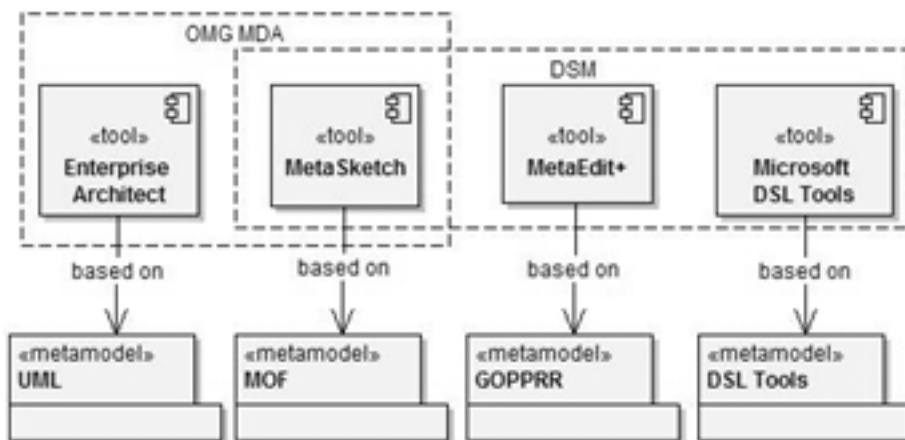 OMG MDA
DSM
«tool»
Enterprise
Architect
«tool»
MetaSketch
«tool»
MetaEdit+
«tool»
Microsoft
DSL Tools
based on
based on
based on
based on
«metamodel»
UML
«metamodel»
MOF
«metamodel»
GOPPRR
«metamodel»
DSL Tools